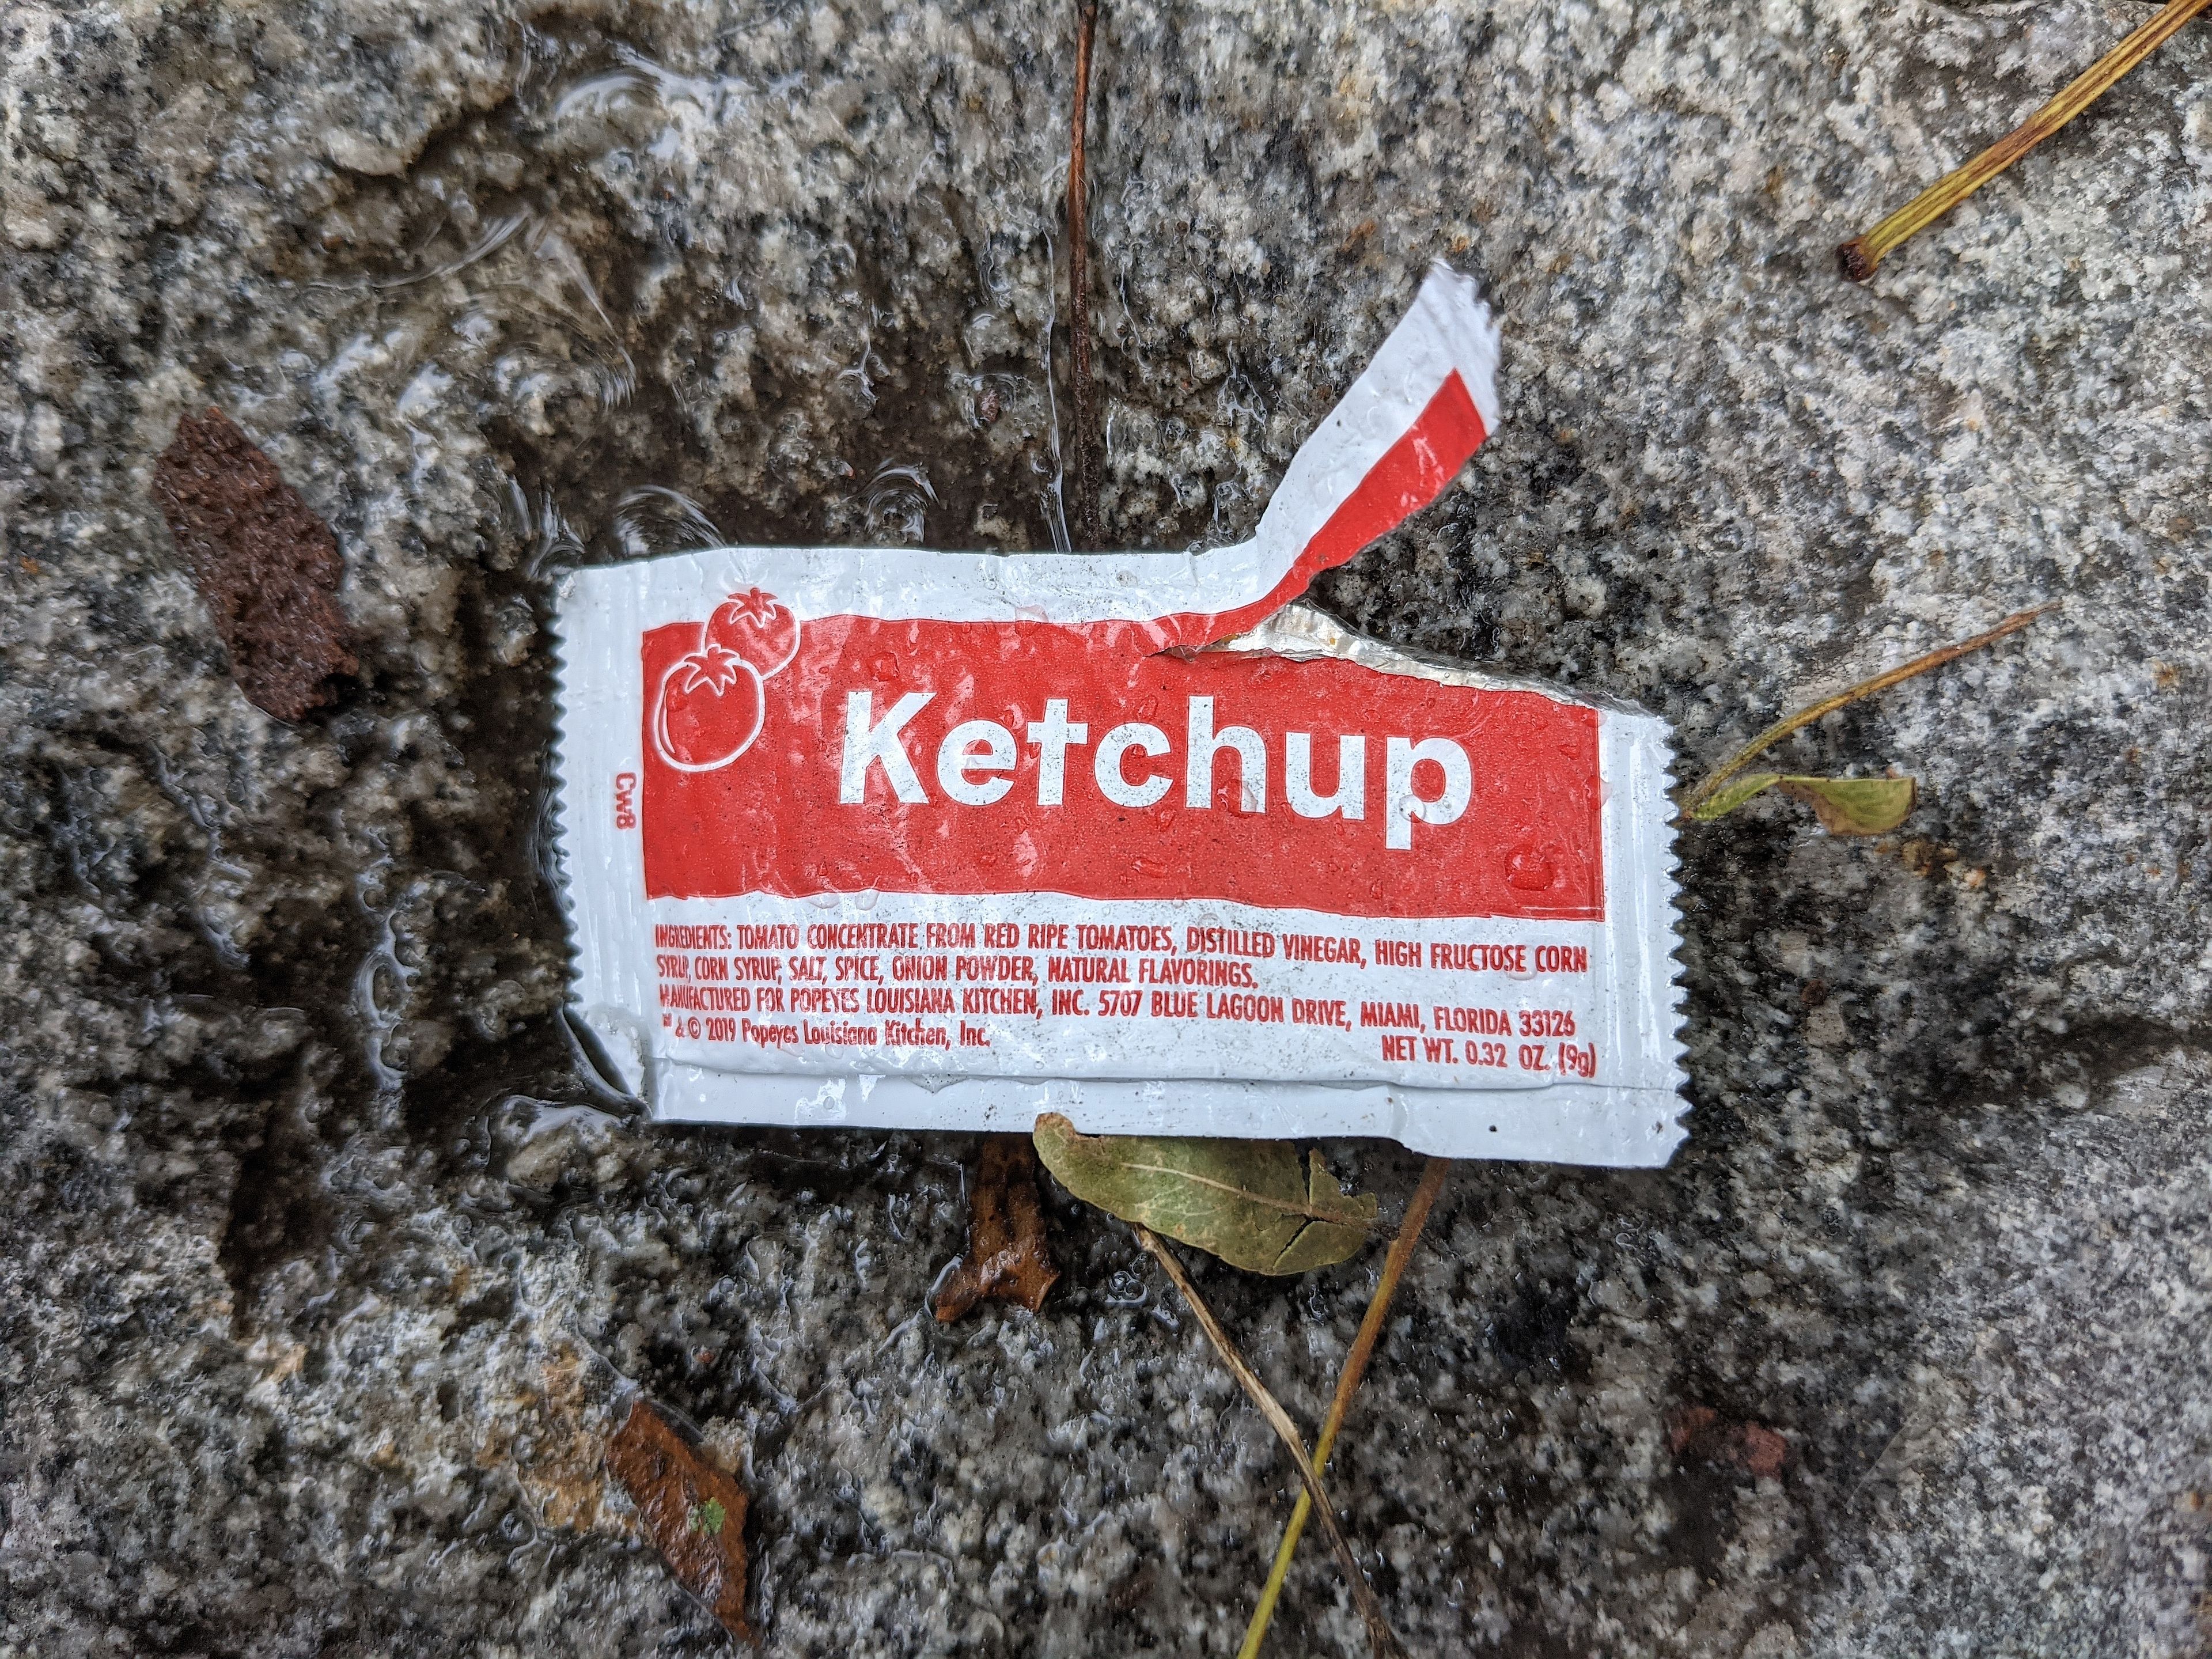 Ketchup
CW8
INGREDIENTS: TOMATO CONCENTRATE FROM RED RIPE TOMATOES, DISTILLED VINEGAR, HIGH FRUCTOSE CORN
SYRUP, CORN SYRUP, SALT, SPICE, ONION POWDER, NATURAL FLAVORINGS.
MANUFACTURED FOR POPEYES LOUISIANA KITCHEN, INC. 5707 BLUE LAGOON DRIVE, MIAMI, FLORIDA 33126
™ & © 2019 Popeyes Louisiana Kitchen, Inc.
NET WT. 0.32 OZ. (9g)